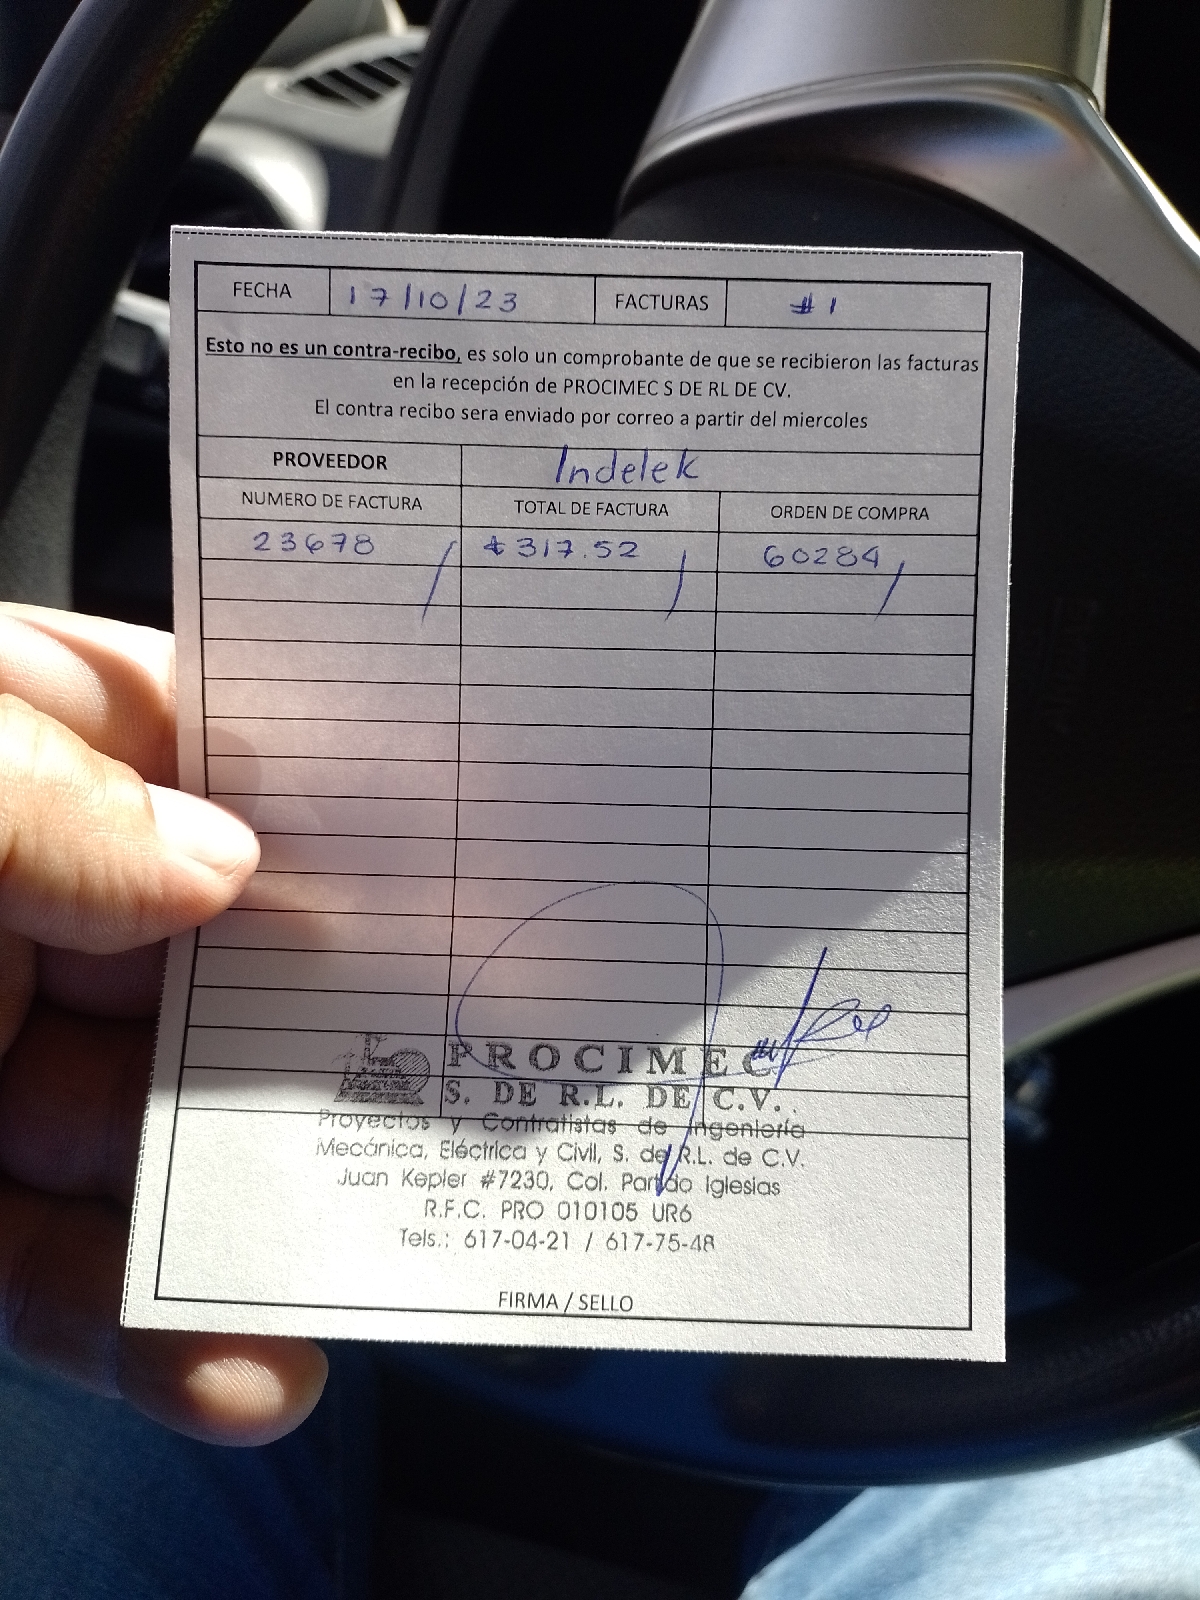 FECHA 17/10/23 FACTURAS #1
Esto no es un contra-recibo, es solo un comprobante de que se recibieron las facturas
en la recepción de PROCIMEC S DE RL DE CV.
El contra recibo sera enviado por correo a partir del miercoles
PROVEEDOR Indelek
NUMERO DE FACTURA TOTAL DE FACTURA ORDEN DE COMPRA
23678 $317.52 60284
PROCIMEC
S. DE R.L. DE C.V.
Proyectos y Contratistas de Ingeniería
Mecánica, Eléctrica y Civil, S. de R.L. de C.V.
Juan Kepler #7230, Col. Partido Iglesias
R.F.C. PRO 010105 UR6
Tels.: 617-04-21 / 617-75-48
FIRMA / SELLO